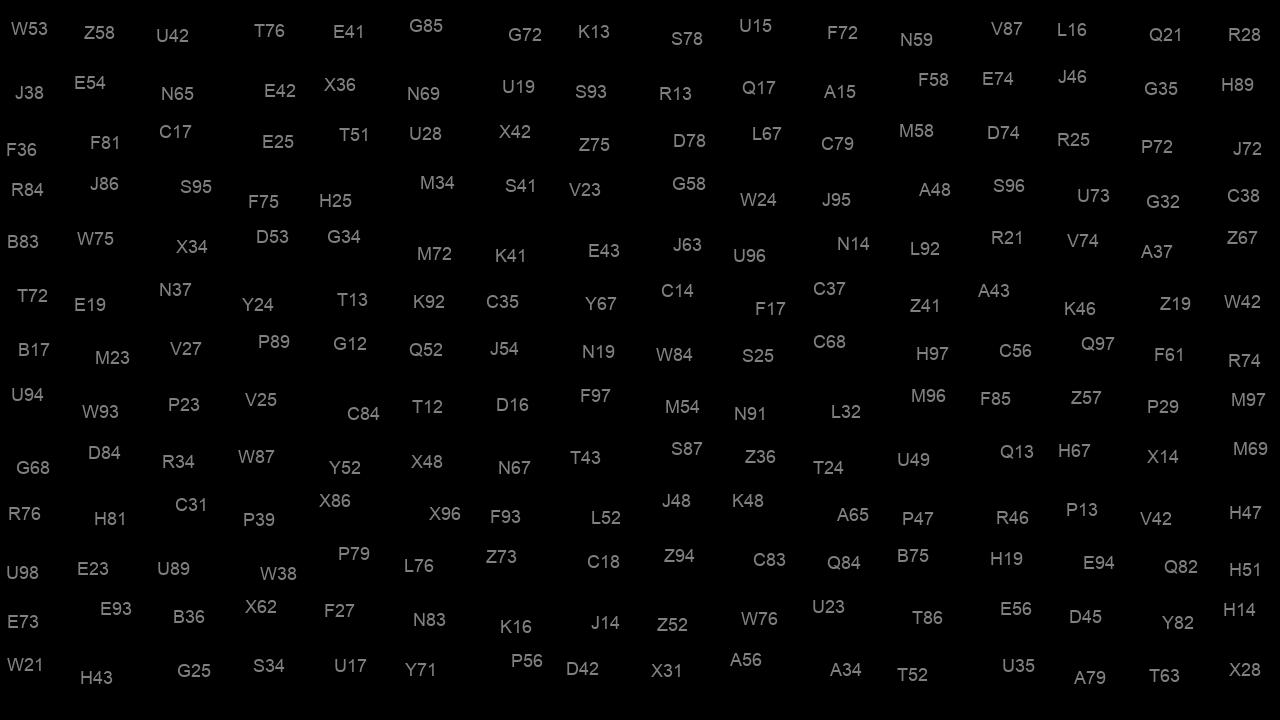 W53 Z58 U42 T76 E41 G85 G72 K13 S78 U15 F72 N59 V87 L16 Q21 R28
J38 E54 N65 E42 X36 N69 U19 S93 R13 Q17 A15 F58 E74 J46 G35 H89
F36 F81 C17 E25 T51 U28 X42 Z75 D78 L67 C79 M58 D74 R25 P72 J72
R84 J86 S95 F75 H25 M34 S41 V23 G58 W24 J95 A48 S96 U73 G32 C38
B83 W75 X34 D53 G34 M72 K41 E43 J63 U96 N14 L92 R21 V74 A37 Z67
T72 E19 N37 Y24 T13 K92 C35 Y67 C14 F17 C37 Z41 A43 K46 Z19 W42
B17 M23 V27 P89 G12 Q52 J54 N19 W84 S25 C68 H97 C56 Q97 F61 R74
U94 W93 P23 V25 C84 T12 D16 F97 M54 N91 L32 M96 F85 Z57 P29 M97
G68 D84 R34 W87 Y52 X48 N67 T43 S87 Z36 T24 U49 Q13 H67 X14 M69
R76 H81 C31 P39 X86 X96 F93 L52 J48 K48 A65 P47 R46 P13 V42 H47
U98 E23 U89 W38 P79 L76 Z73 C18 Z94 C83 Q84 B75 H19 E94 Q82 H51
E73 E93 B36 X62 F27 N83 K16 J14 Z52 W76 U23 T86 E56 D45 Y82 H14
W21 H43 G25 S34 U17 Y71 P56 D42 X31 A56 A34 T52 U35 A79 T63 X28